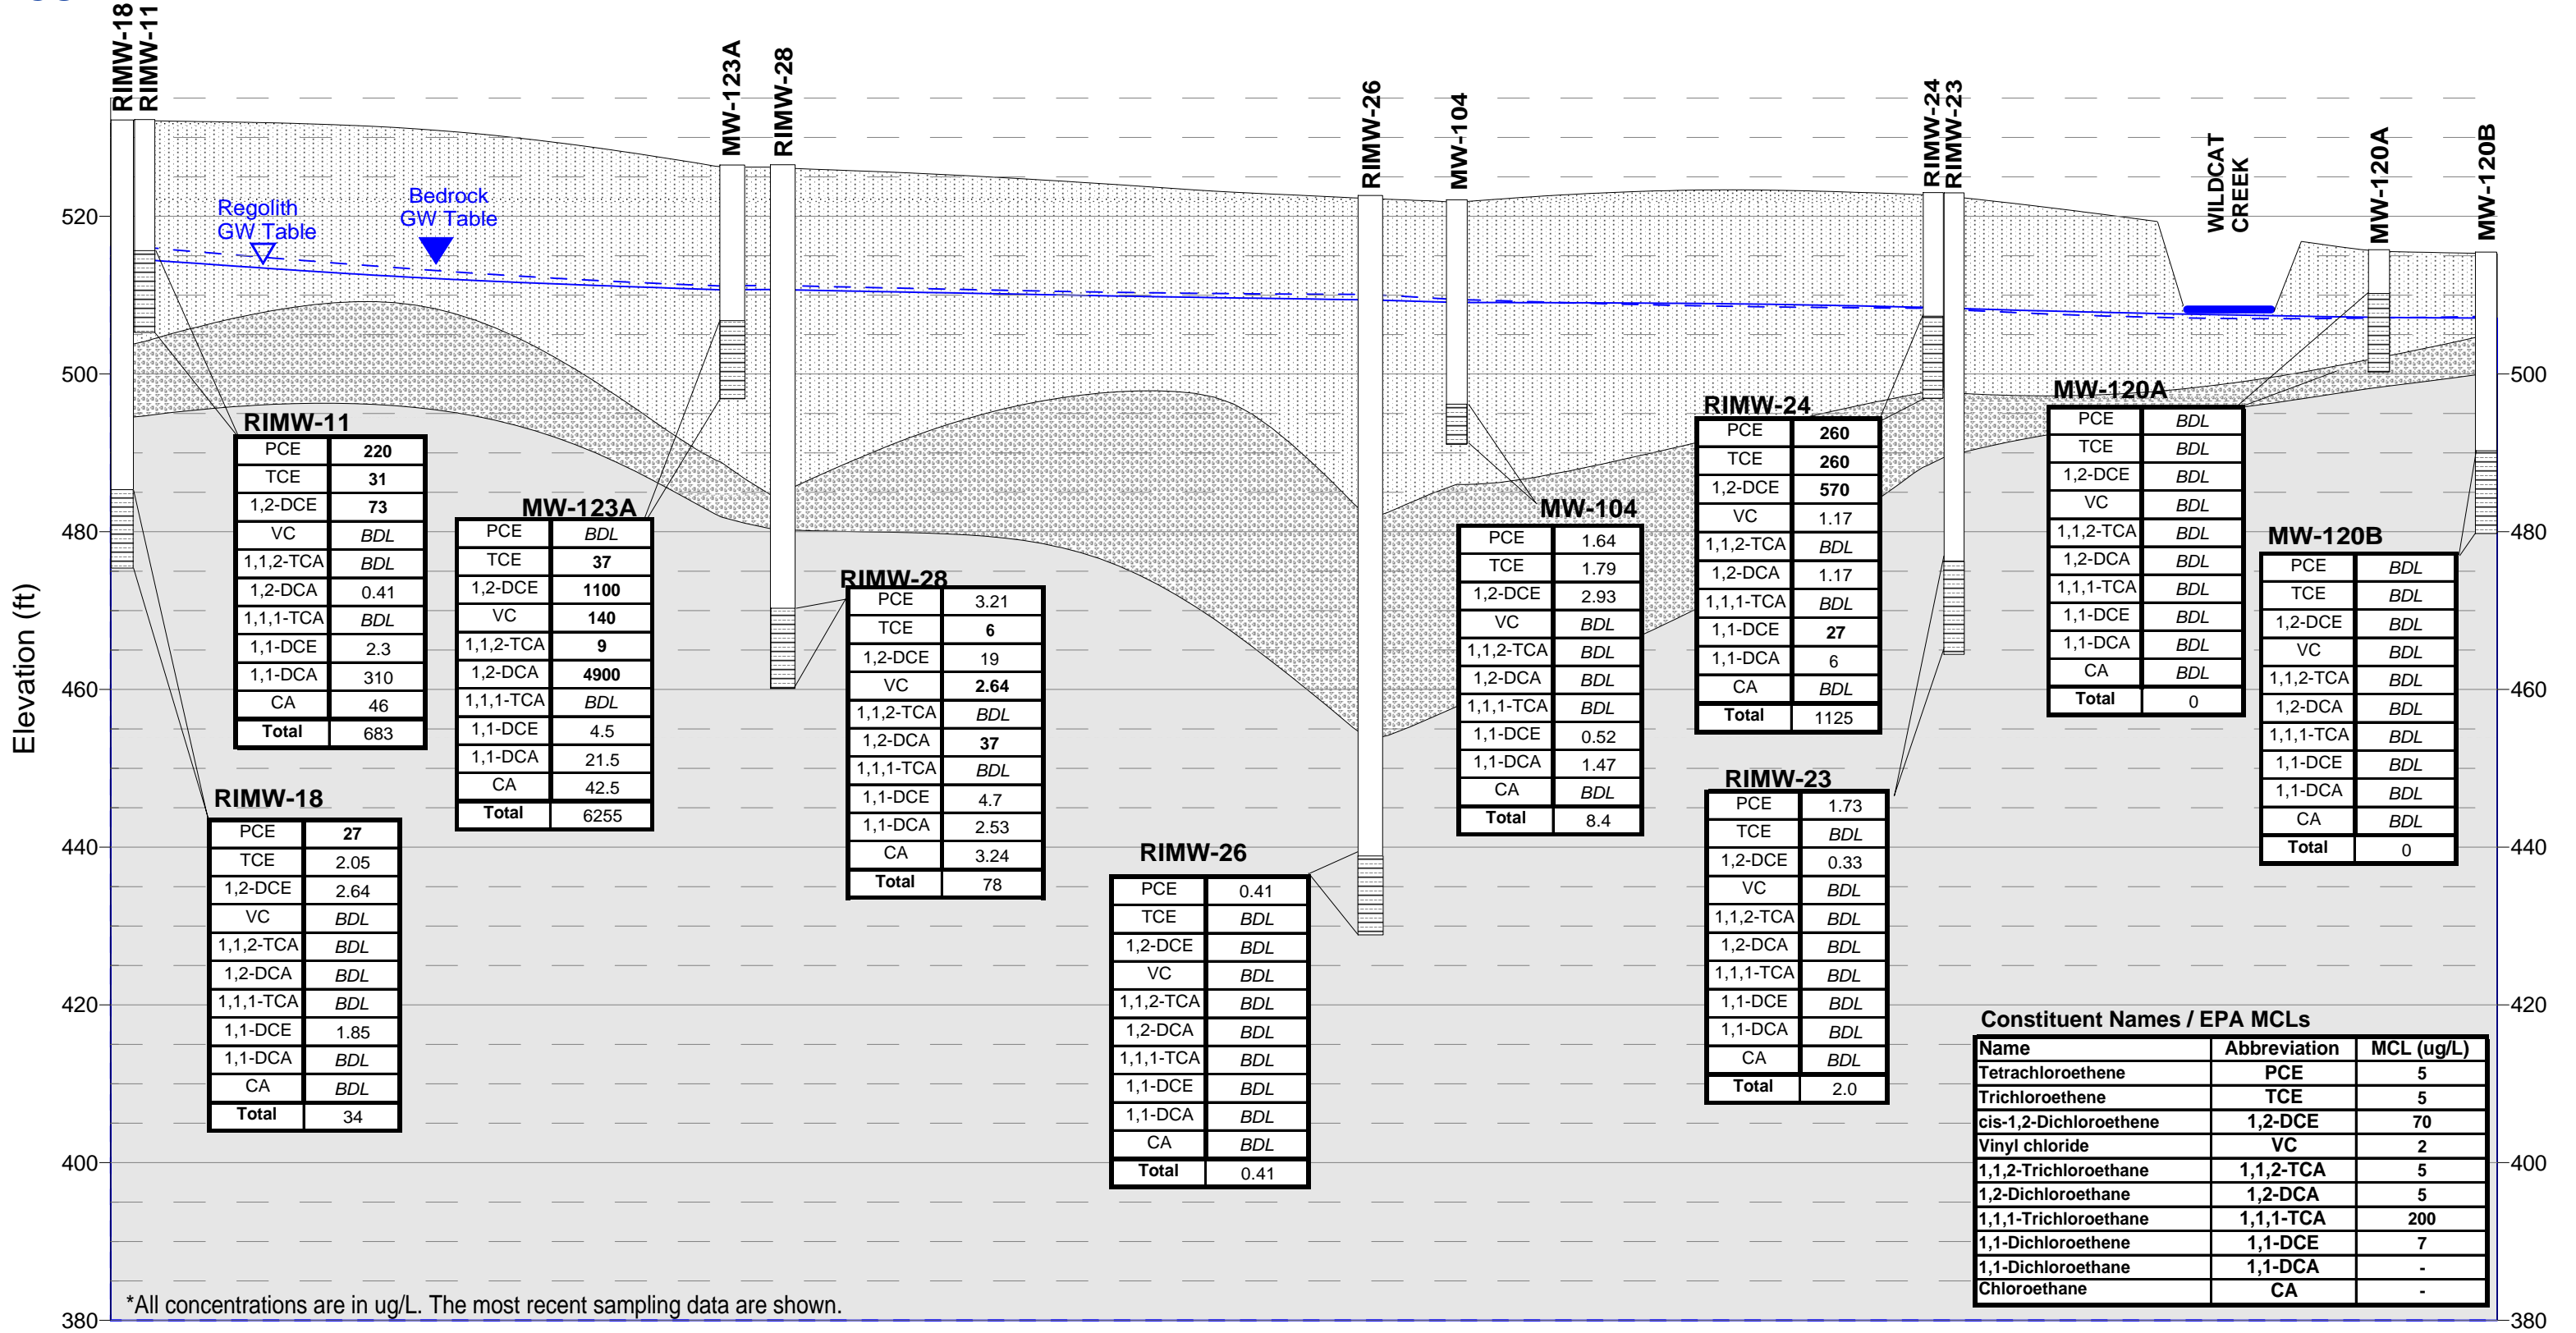 RIMW-18
RIMW-11
MW-123A
RIMW-28
RIMW-26
MW-104
RIMW-24
RIMW-23
WILDCAT
CREEK
MW-120A
MW-120B
Regolith
GW Table
Bedrock
GW Table
Elevation (ft)
520
500
480
460
440
420
400
380
500
480
460
440
420
400
380
RIMW-11
PCE 220
TCE 31
1,2-DCE 73
VC BDL
1,1,2-TCA BDL
1,2-DCA 0.41
1,1,1-TCA BDL
1,1-DCE 2.3
1,1-DCA 310
CA 46
Total 683
RIMW-18
PCE 27
TCE 2.05
1,2-DCE 2.64
VC BDL
1,1,2-TCA BDL
1,2-DCA BDL
1,1,1-TCA BDL
1,1-DCE 1.85
1,1-DCA BDL
CA BDL
Total 34
MW-123A
PCE BDL
TCE 37
1,2-DCE 1100
VC 140
1,1,2-TCA 9
1,2-DCA 4900
1,1,1-TCA BDL
1,1-DCE 4.5
1,1-DCA 21.5
CA 42.5
Total 6255
RIMW-28
PCE 3.21
TCE 6
1,2-DCE 19
VC 2.64
1,1,2-TCA BDL
1,2-DCA 37
1,1,1-TCA BDL
1,1-DCE 4.7
1,1-DCA 2.53
CA 3.24
Total 78
RIMW-26
PCE 0.41
TCE BDL
1,2-DCE BDL
VC BDL
1,1,2-TCA BDL
1,2-DCA BDL
1,1,1-TCA BDL
1,1-DCE BDL
1,1-DCA BDL
CA BDL
Total 0.41
MW-104
PCE 1.64
TCE 1.79
1,2-DCE 2.93
VC BDL
1,1,2-TCA BDL
1,2-DCA BDL
1,1,1-TCA BDL
1,1-DCE 0.52
1,1-DCA 1.47
CA BDL
Total 8.4
RIMW-24
PCE 260
TCE 260
1,2-DCE 570
VC 1.17
1,1,2-TCA BDL
1,2-DCA 1.17
1,1,1-TCA BDL
1,1-DCE 27
1,1-DCA 6
CA BDL
Total 1125
RIMW-23
PCE 1.73
TCE BDL
1,2-DCE 0.33
VC BDL
1,1,2-TCA BDL
1,2-DCA BDL
1,1,1-TCA BDL
1,1-DCE BDL
1,1-DCA BDL
CA BDL
Total 2.0
MW-120A
PCE BDL
TCE BDL
1,2-DCE BDL
VC BDL
1,1,2-TCA BDL
1,2-DCA BDL
1,1,1-TCA BDL
1,1-DCE BDL
1,1-DCA BDL
CA BDL
Total 0
MW-120B
PCE BDL
TCE BDL
1,2-DCE BDL
VC BDL
1,1,2-TCA BDL
1,2-DCA BDL
1,1,1-TCA BDL
1,1-DCE BDL
1,1-DCA BDL
CA BDL
Total 0
Constituent Names / EPA MCLs
Name Abbreviation MCL (ug/L)
Tetrachloroethene PCE 5
Trichloroethene TCE 5
cis-1,2-Dichloroethene 1,2-DCE 70
Vinyl chloride VC 2
1,1,2-Trichloroethane 1,1,2-TCA 5
1,2-Dichloroethane 1,2-DCA 5
1,1,1-Trichloroethane 1,1,1-TCA 200
1,1-Dichloroethene 1,1-DCE 7
1,1-Dichloroethane 1,1-DCA -
Chloroethane CA -
*All concentrations are in ug/L. The most recent sampling data are shown.